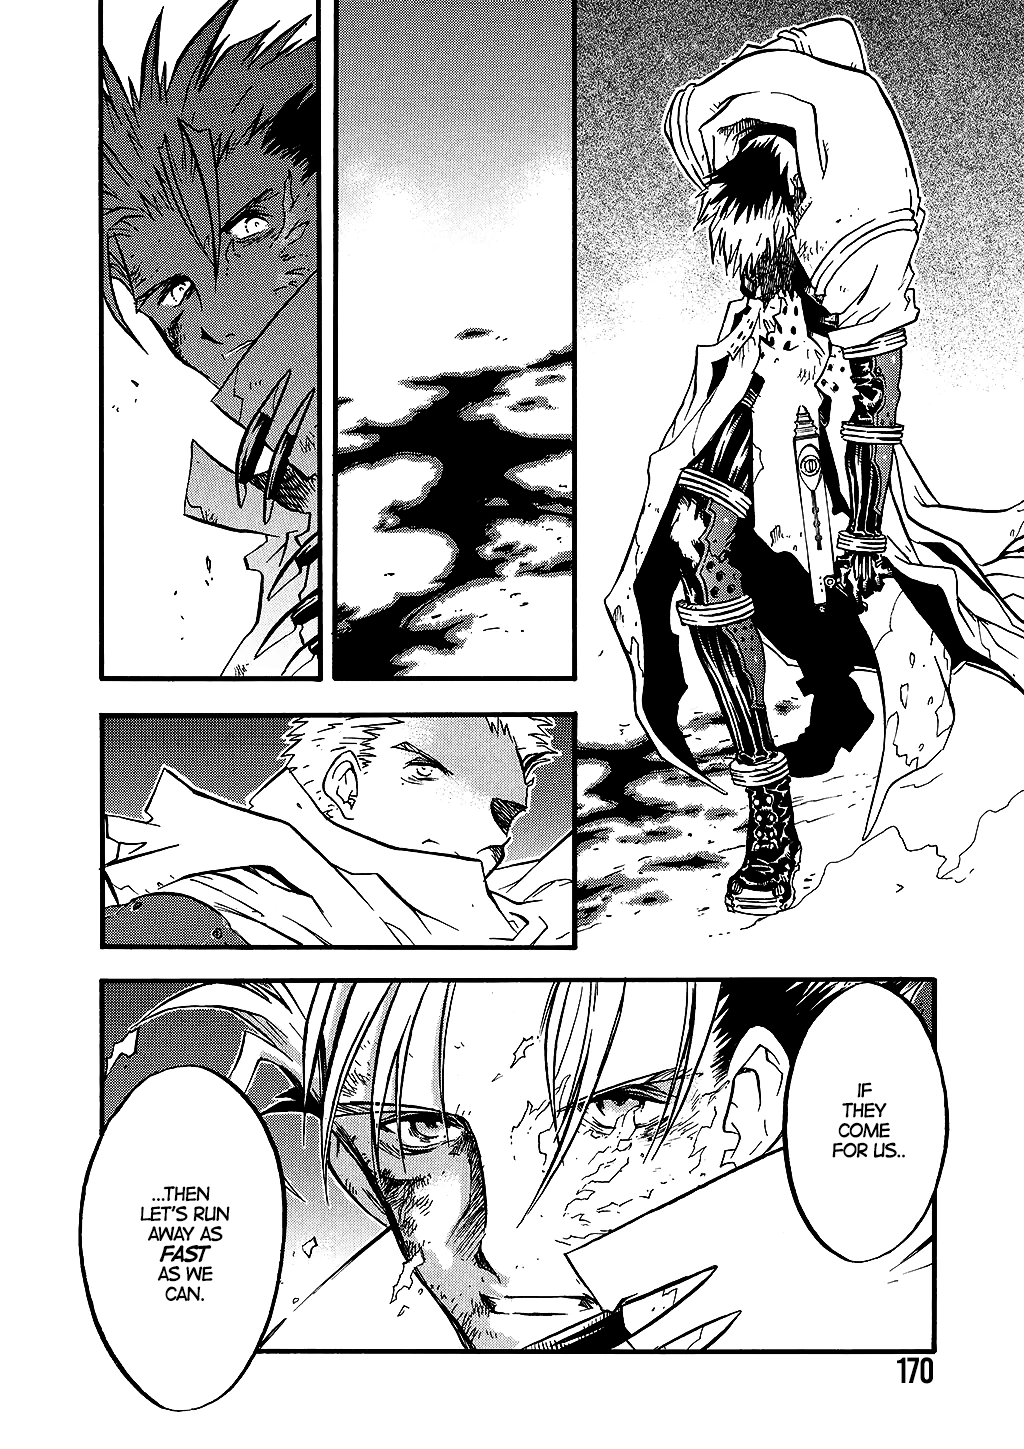 IF
THEY
COME
FOR US..
...THEN
LET'S RUN
AWAY AS
FAST
AS WE
CAN.
170